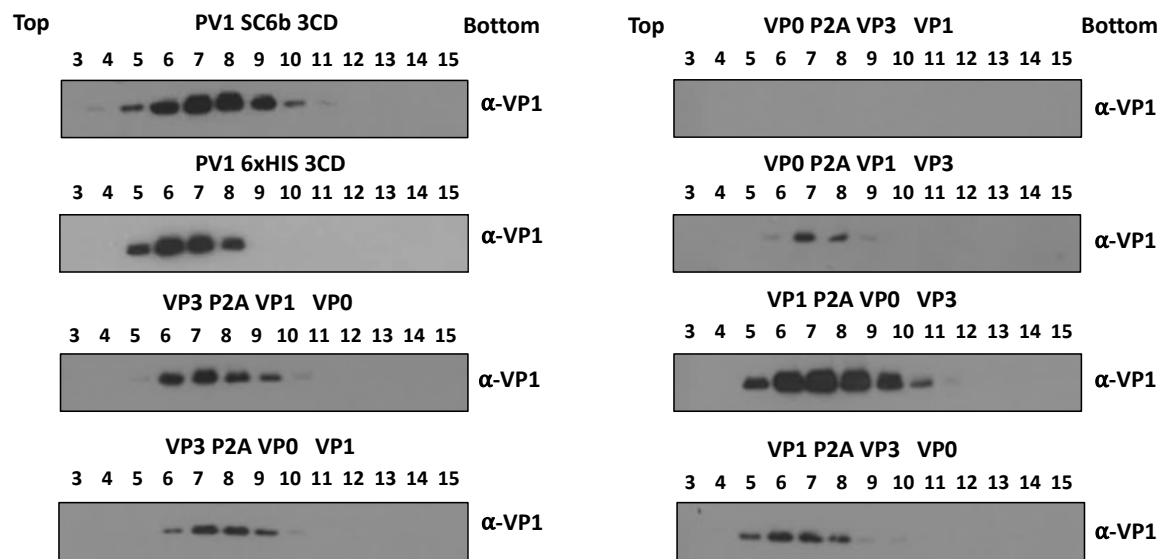 Top PV1 SC6b 3CD Bottom
3 4 5 6 7 8 9 10 11 12 13 14 15
α-VP1
PV1 6xHIS 3CD
3 4 5 6 7 8 9 10 11 12 13 14 15
α-VP1
VP3 P2A VP1 VP0
3 4 5 6 7 8 9 10 11 12 13 14 15
α-VP1
VP3 P2A VP0 VP1
3 4 5 6 7 8 9 10 11 12 13 14 15
α-VP1
Top VP0 P2A VP3 VP1 Bottom
3 4 5 6 7 8 9 10 11 12 13 14 15
α-VP1
VP0 P2A VP1 VP3
3 4 5 6 7 8 9 10 11 12 13 14 15
α-VP1
VP1 P2A VP0 VP3
3 4 5 6 7 8 9 10 11 12 13 14 15
α-VP1
VP1 P2A VP3 VP0
3 4 5 6 7 8 9 10 11 12 13 14 15
α-VP1